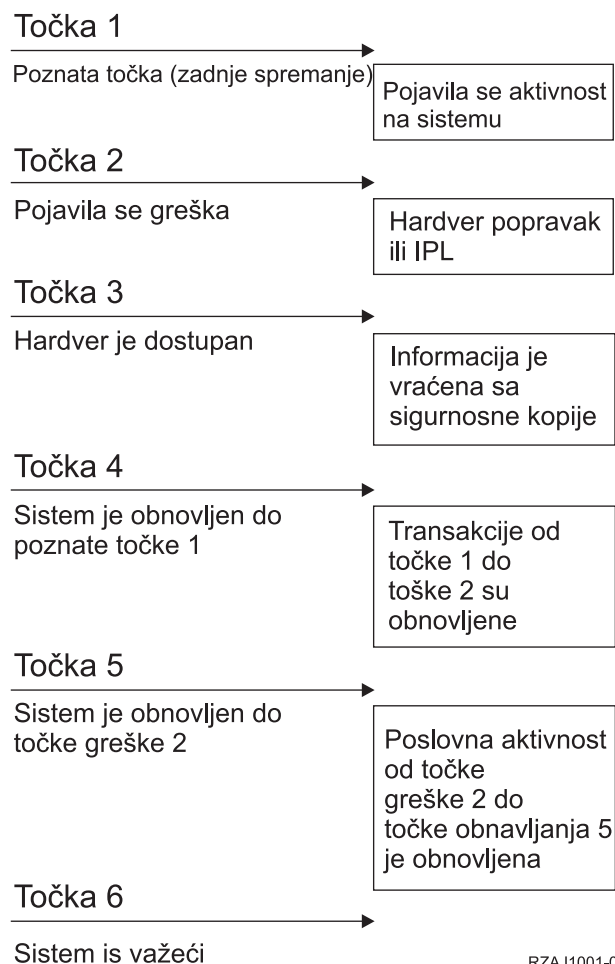 Točka 1
Poznata točka (zadnje spremanje)
Pojavila se aktivnost
na sistemu
Točka 2
Pojavila se greška
Hardver popravak
ili IPL
Točka 3
Hardver je dostupan
Informacija je
vraćena sa
sigurnosne kopije
Točka 4
Sistem je obnovljen do
poznate točke 1
Transakcije od
točke 1 do
toške 2 su
obnovljene
Točka 5
Sistem je obnovljen do
točke greške 2
Poslovna aktivnost
od točke
greške 2 do
točke obnavljanja 5
je obnovljena
Točka 6
Sistem is važeći
RZAJ1001-0